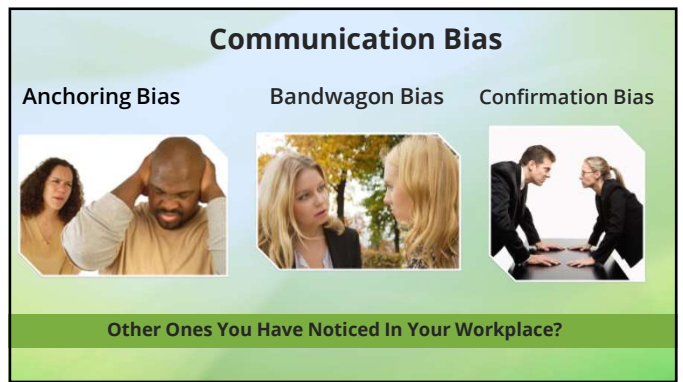 Communication Bias
Anchoring Bias
Bandwagon Bias
Confirmation Bias
Other Ones You Have Noticed In Your Workplace?